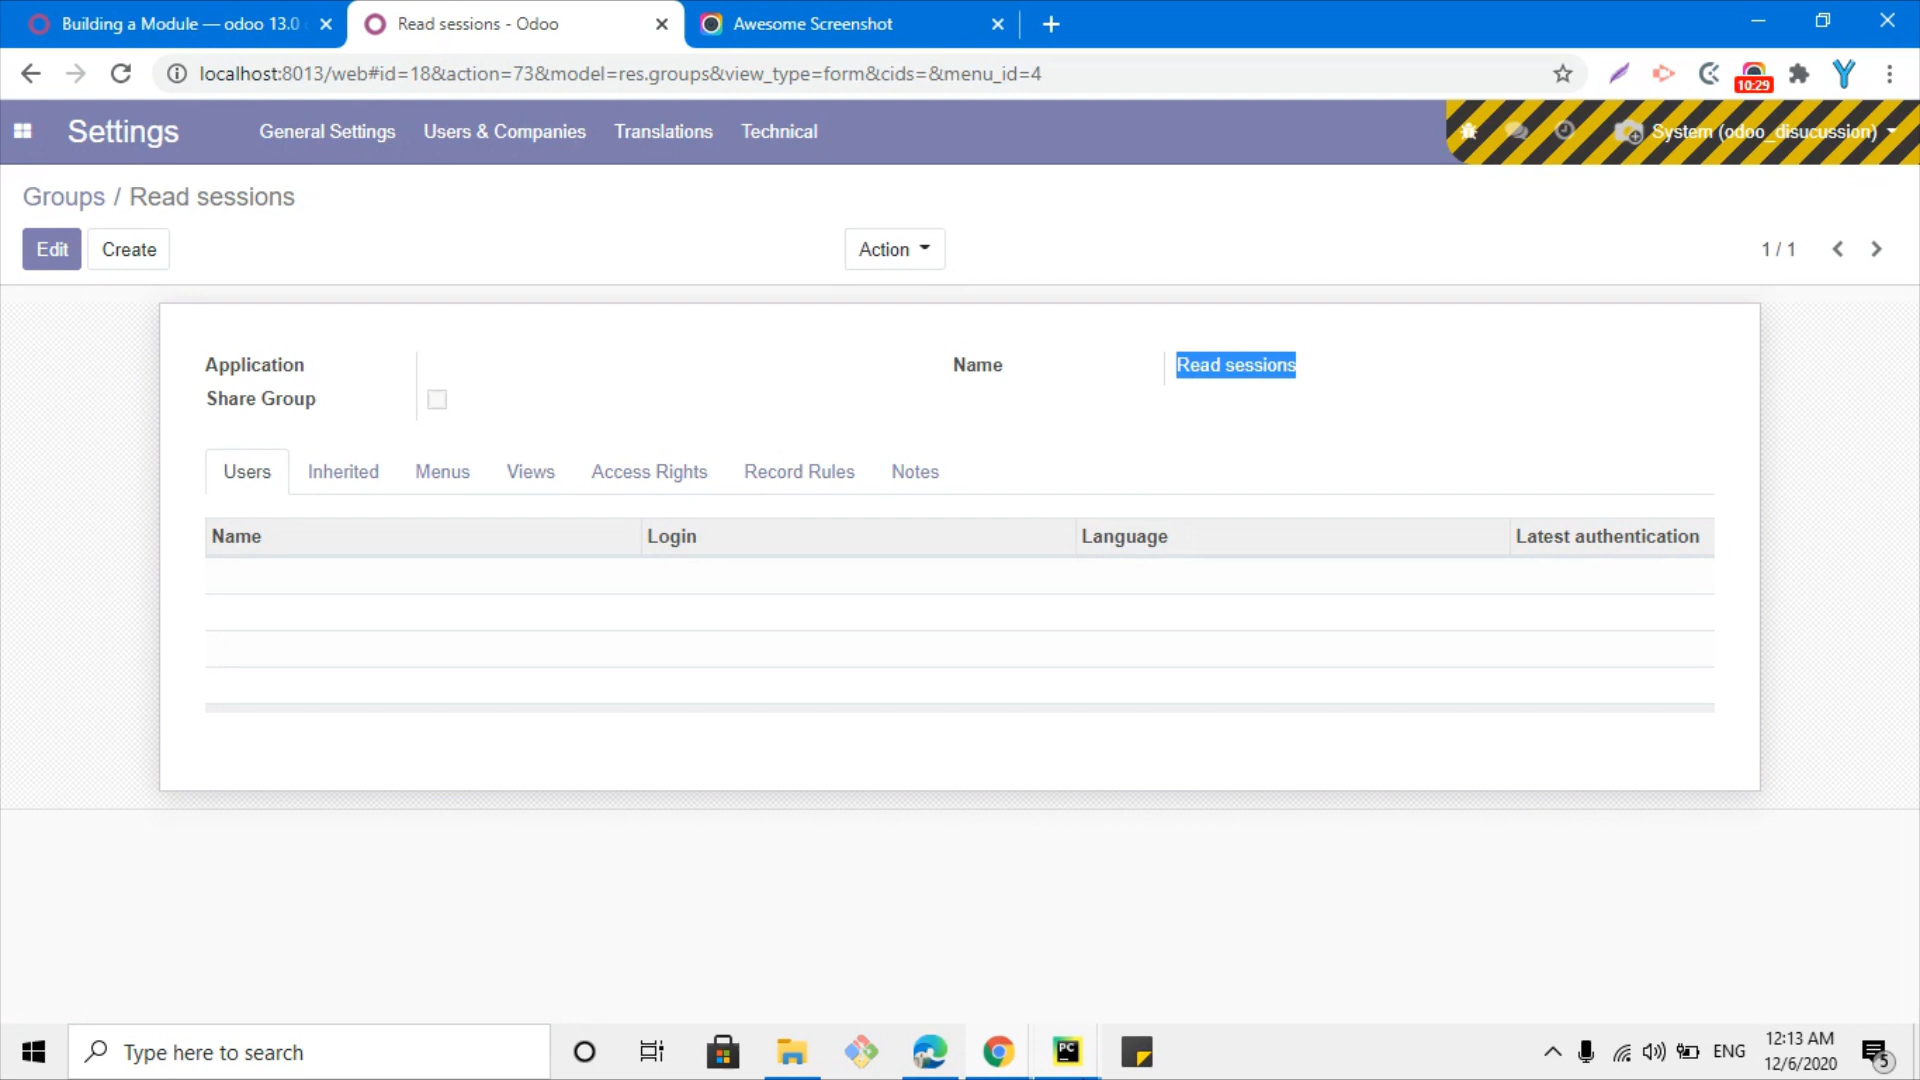 Building a Module — odoo 13.0
Read sessions - Odoo
Awesome Screenshot
localhost:8013/web#id=18&action=73&model=res.groups&view_type=form&cids=&menu_id=4
10:29
Settings
General Settings
Users & Companies
Translations
Technical
System (odoo_disucussion)
Groups / Read sessions
Edit
Create
Action
1 / 1
Application
Name
Read sessions
Share Group
Users
Inherited
Menus
Views
Access Rights
Record Rules
Notes
Name
Login
Language
Latest authentication
Type here to search
PC
ENG
12:13 AM
12/6/2020
5